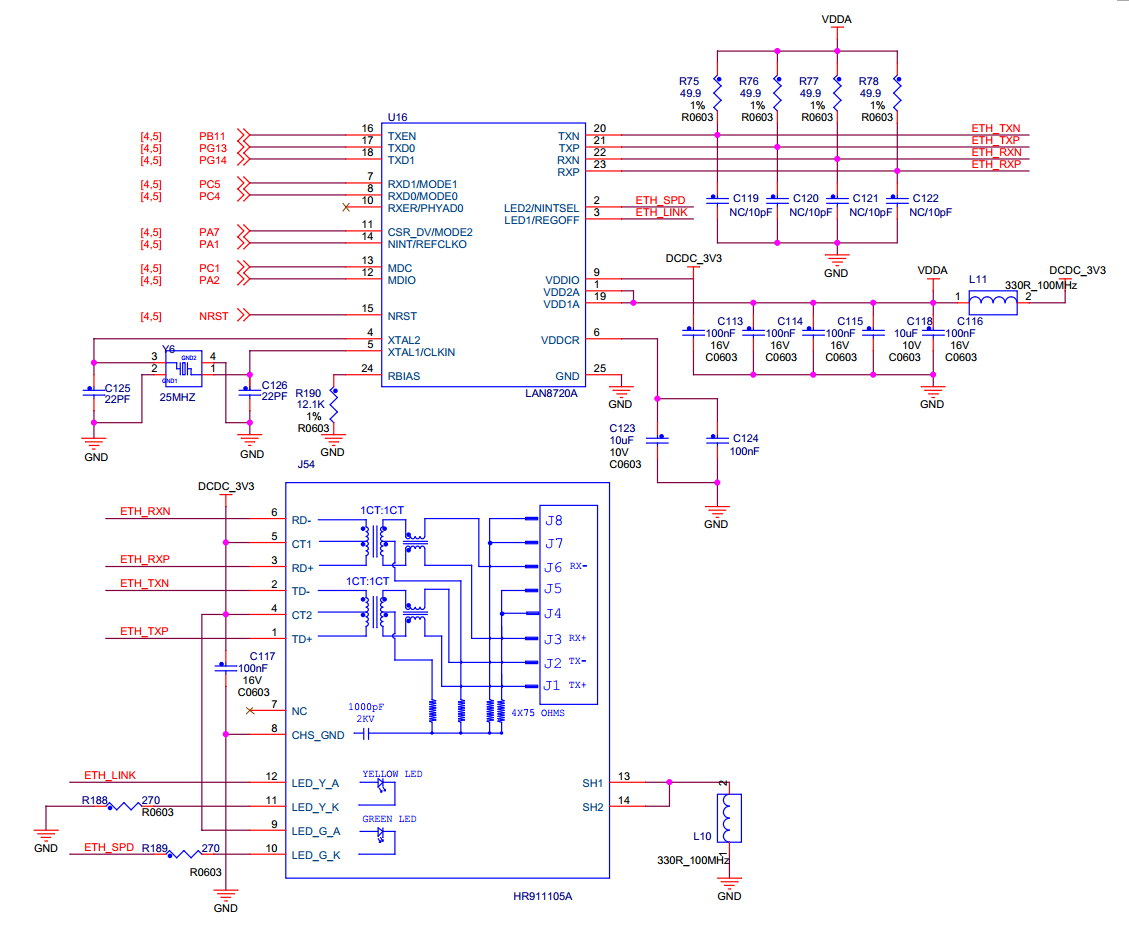 VDDA
R75
49.9
1%
R0603
R76
49.9
1%
R0603
R77
49.9
1%
R0603
R78
49.9
1%
R0603
U16
[4,5] PB11 16 TXEN
[4,5] PG13 17 TXD0
[4,5] PG14 18 TXD1
[4,5] PC5 7 RXD1/MODE1
[4,5] PC4 8 RXD0/MODE0
10 RXER/PHYAD0
[4,5] PA7 11 CSR_DV/MODE2
[4,5] PA1 14 NINT/REFCLKO
[4,5] PC1 13 MDC
[4,5] PA2 12 MDIO
[4,5] NRST 15 NRST
4 XTAL2
5 XTAL1/CLKIN
24 RBIAS
TXN 20 ETH_TXN
TXP 21 ETH_TXP
RXN 22 ETH_RXN
RXP 23 ETH_RXP
LED2/NINTSEL 2 ETH_SPD
LED1/REGOFF 3 ETH_LINK
VDDIO 9
VDD2A 1
VDD1A 19
VDDCR 6
GND 25
LAN8720A
C119
NC/10pF
C120
NC/10pF
C121
NC/10pF
C122
NC/10pF
GND
DCDC_3V3
VDDA
L11
330R_100MHz
1 2
DCDC_3V3
C113
100nF
16V
C0603
C114
100nF
16V
C0603
C115
100nF
16V
C0603
C118
10uF
10V
C0603
C116
100nF
16V
C0603
GND
GND
Y6
3 GND2 4
2 GND1 1
25MHZ
C125
22PF
C126
22PF
R190
12.1K
1%
R0603
GND
GND
GND
C123
10uF
10V
C0603
C124
100nF
GND
J54
DCDC_3V3
ETH_RXN 6 RD-
5 CT1
ETH_RXP 3 RD+
ETH_TXN 2 TD-
4 CT2
ETH_TXP 1 TD+
C117
100nF
16V
C0603
7 NC
8 CHS_GND
ETH_LINK 12 LED_Y_A
R188 270 11 LED_Y_K
R0603
9 LED_G_A
GND
ETH_SPD R189 270 10 LED_G_K
R0603
GND
1CT:1CT
1CT:1CT
J8
J7
J6 RX-
J5
J4
J3 RX+
J2 TX-
J1 TX+
1000pF
2KV
4X75 OHMS
YELLOW LED
GREEN LED
SH1 13
SH2 14
HR911105A
2
L10
1
330R_100MHz
GND